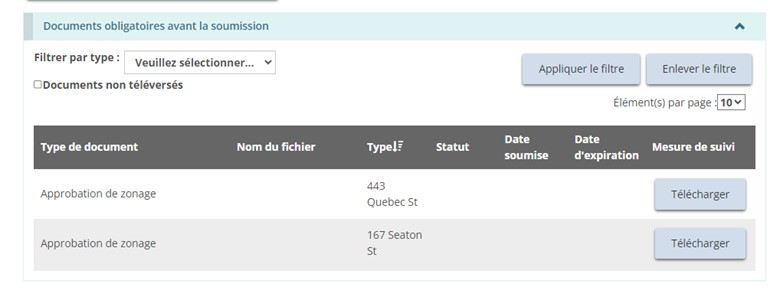 Documents obligatoires avant la soumission
Filtrer par type : Veuillez sélectionner...
Appliquer le filtre Enlever le filtre
Documents non téléversés
Élément(s) par page : 10
Type de document Nom du fichier Type Statut Date soumise Date d'expiration Mesure de suivi
Approbation de zonage 443 Quebec St Télécharger
Approbation de zonage 167 Seaton St Télécharger